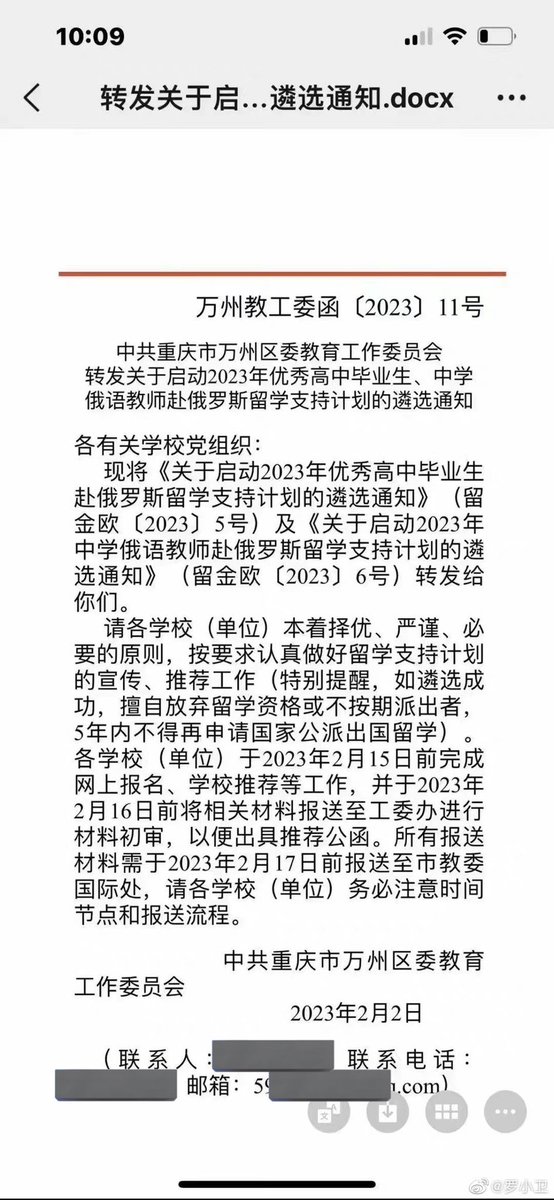 10:09
转发关于启...遴选通知.docx
万州教工委函〔2023〕11号
中共重庆市万州区委教育工作委员会
转发关于启动2023年优秀高中毕业生、中学
俄语教师赴俄罗斯留学支持计划的遴选通知
各有关学校党组织：
现将《关于启动2023年优秀高中毕业生
赴俄罗斯留学支持计划的遴选通知》（留
金欧〔2023〕5号）及《关于启动2023年
中学俄语教师赴俄罗斯留学支持计划的遴
选通知》（留金欧〔2023〕6号）转发给
你们。
请各学校（单位）本着择优、严谨、必
要的原则，按要求认真做好留学支持计划
的宣传、推荐工作（特别提醒，如遴选成
功，擅自放弃留学资格或不按期派出者，
5年内不得再申请国家公派出国留学）。
各学校（单位）于2023年2月15日前完成
网上报名、学校推荐等工作，并于2023年
2月16日前将相关材料报送至工委办进行
材料初审，以便出具推荐公函。所有报送
材料需于2023年2月17日前报送至市教委
国际处，请各学校（单位）务必注意时间
节点和报送流程。
中共重庆市万州区委教育
工作委员会
2023年2月2日
（联系人： 联系电话：
邮箱：59 .com）
文
@罗小卫